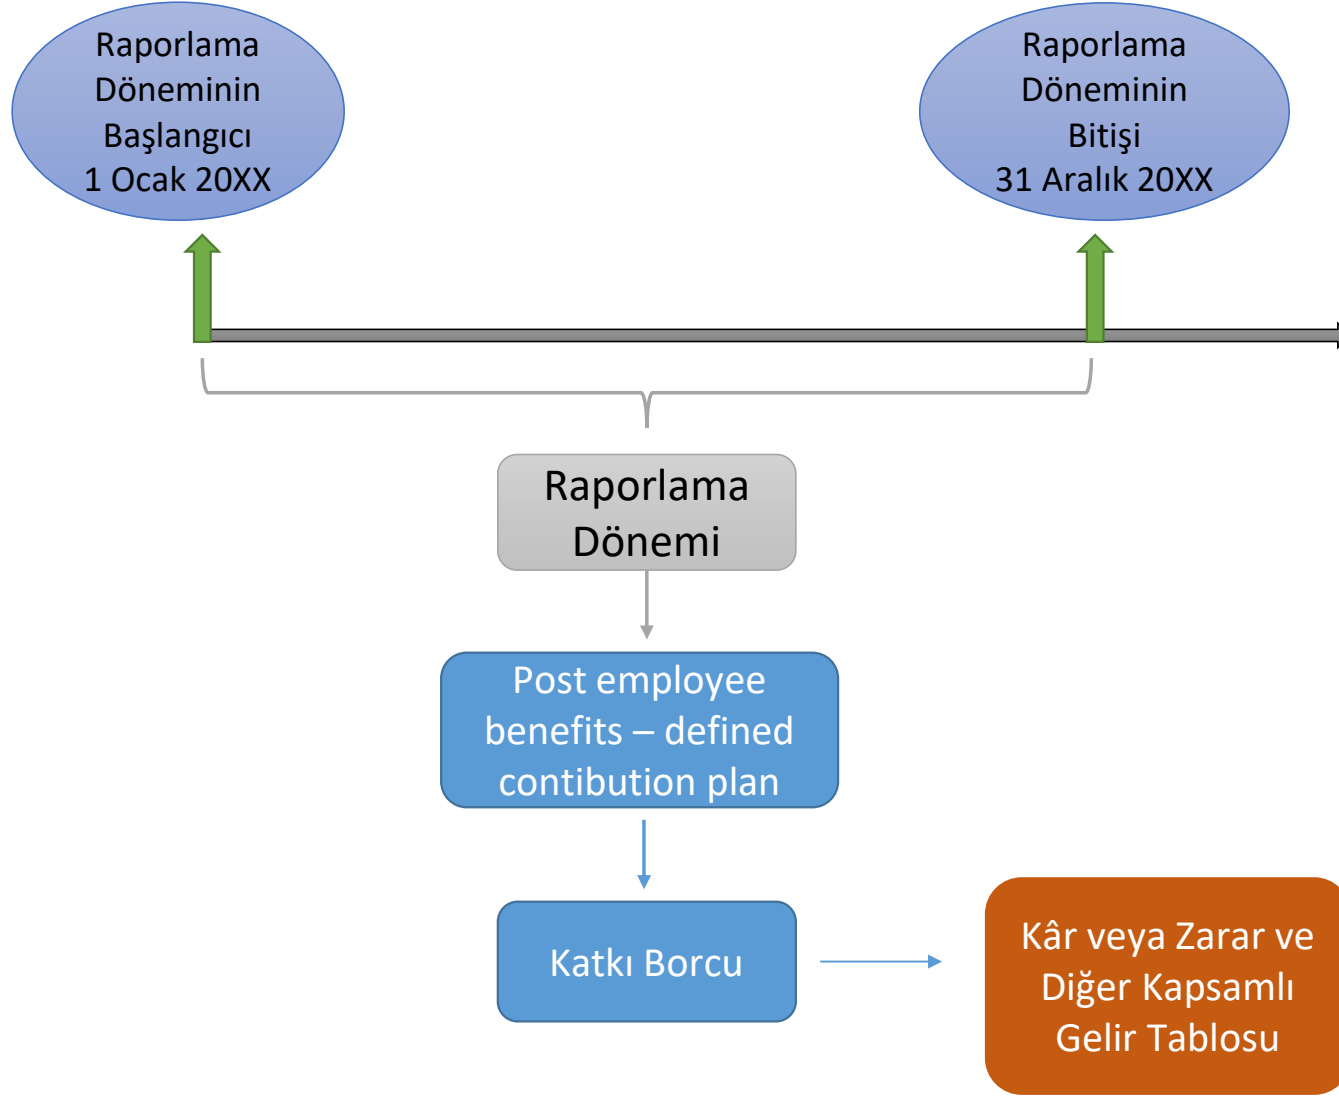 Raporlama
Döneminin
Başlangıcı
1 Ocak 20XX
Raporlama
Döneminin
Bitişi
31 Aralık 20XX
Raporlama
Dönemi
Post employee
benefits – defined
contibution plan
Katkı Borcu
Kâr veya Zarar ve
Diğer Kapsamlı
Gelir Tablosu